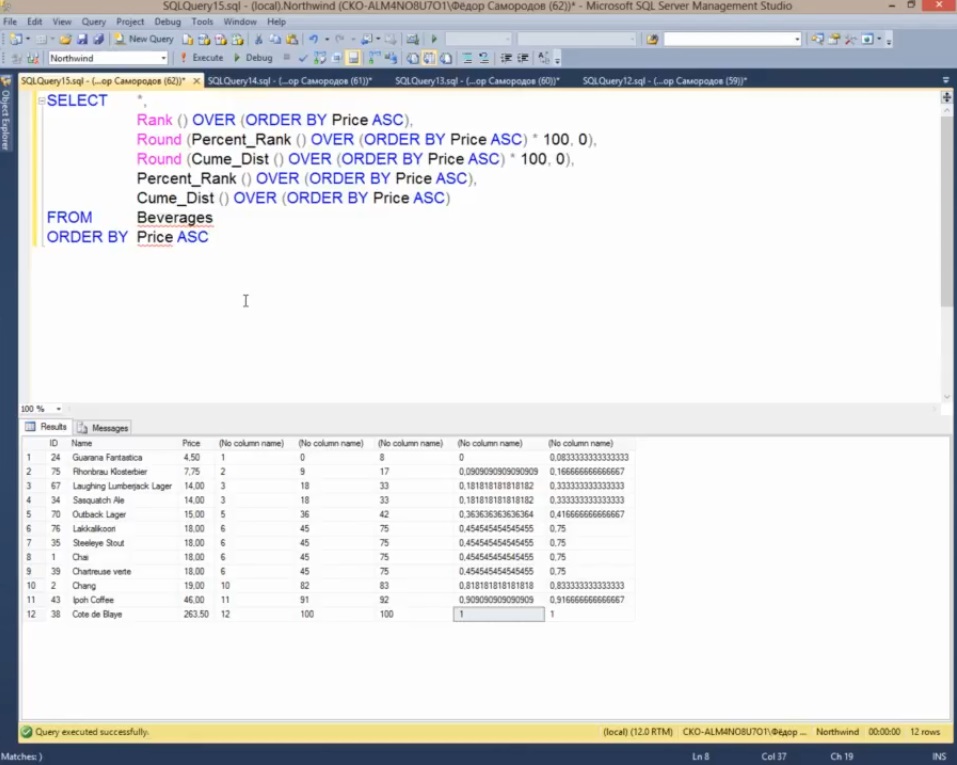 SQLQuery15.sql - (local).Northwind (CKO-ALM4NO8U7O1\Фёдор Самородов (62))* - Microsoft SQL Server Management Studio
File Edit View Query Project Debug Tools Window Help
New Query
Northwind Execute Debug
SQLQuery15.sql - (...ор Самородов (62))* SQLQuery14.sql - (...ор Самородов (61))* SQLQuery13.sql - (...ор Самородов (60))* SQLQuery12.sql - (...ор Самородов (59))*
Object Explorer
SELECT *,
Rank () OVER (ORDER BY Price ASC),
Round (Percent_Rank () OVER (ORDER BY Price ASC) * 100, 0),
Round (Cume_Dist () OVER (ORDER BY Price ASC) * 100, 0),
Percent_Rank () OVER (ORDER BY Price ASC),
Cume_Dist () OVER (ORDER BY Price ASC)
FROM Beverages
ORDER BY Price ASC
100 %
Results Messages
ID Name Price (No column name) (No column name) (No column name) (No column name) (No column name)
1 24 Guarana Fantastica 4,50 1 0 8 0 0,0833333333333333
2 75 Rhonbrau Klosterbier 7,75 2 9 17 0,0909090909090909 0,166666666666667
3 67 Laughing Lumberjack Lager 14,00 3 18 33 0,181818181818182 0,333333333333333
4 34 Sasquatch Ale 14,00 3 18 33 0,181818181818182 0,333333333333333
5 70 Outback Lager 15,00 5 36 42 0,363636363636364 0,416666666666667
6 76 Lakkalikoori 18,00 6 45 75 0,454545454545455 0,75
7 35 Steeleye Stout 18,00 6 45 75 0,454545454545455 0,75
8 1 Chai 18,00 6 45 75 0,454545454545455 0,75
9 39 Chartreuse verte 18,00 6 45 75 0,454545454545455 0,75
10 2 Chang 19,00 10 82 83 0,818181818181818 0,833333333333333
11 43 Ipoh Coffee 46,00 11 91 92 0,909090909090909 0,916666666666667
12 38 Cote de Blaye 263,50 12 100 100 1 1
Query executed successfully. (local) (12.0 RTM) CKO-ALM4NO8U7O1\Фёдор ... Northwind 00:00:00 12 rows
Matches: ) Ln 8 Col 37 Ch 19 INS